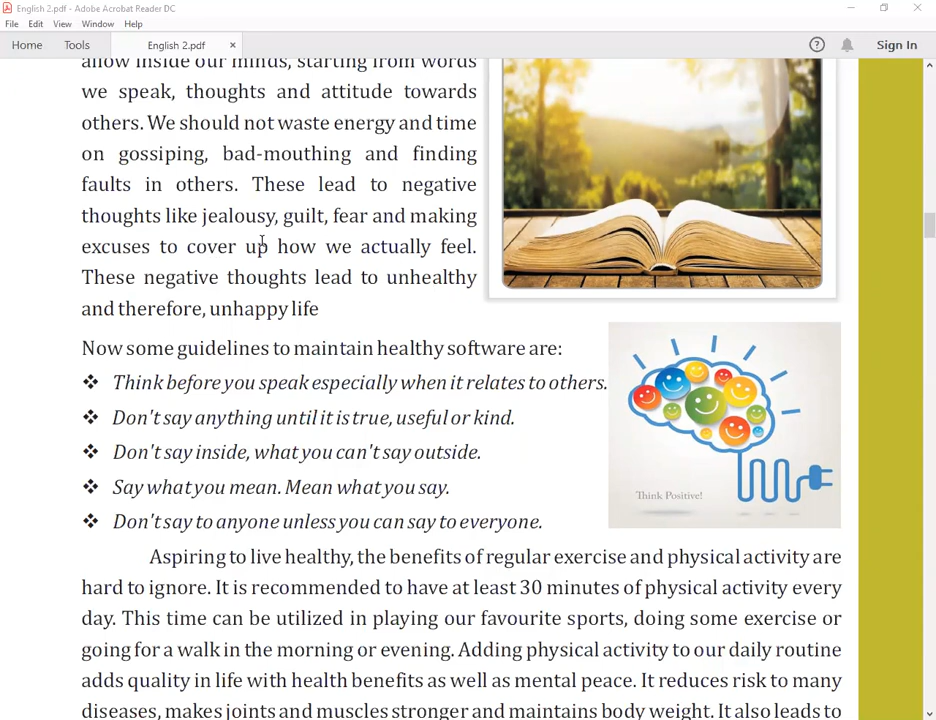 English 2.pdf - Adobe Acrobat Reader DC
File Edit View Window Help
Home Tools English 2.pdf × Sign In
allow inside our minds, starting from words
we speak, thoughts and attitude towards
others. We should not waste energy and time
on gossiping, bad-mouthing and finding
faults in others. These lead to negative
thoughts like jealousy, guilt, fear and making
excuses to cover up how we actually feel.
These negative thoughts lead to unhealthy
and therefore, unhappy life
Now some guidelines to maintain healthy software are:
❖ Think before you speak especially when it relates to others.
❖ Don't say anything until it is true, useful or kind.
❖ Don't say inside, what you can't say outside.
❖ Say what you mean. Mean what you say.
❖ Don't say to anyone unless you can say to everyone.
Think Positive!
Aspiring to live healthy, the benefits of regular exercise and physical activity are
hard to ignore. It is recommended to have at least 30 minutes of physical activity every
day. This time can be utilized in playing our favourite sports, doing some exercise or
going for a walk in the morning or evening. Adding physical activity to our daily routine
adds quality in life with health benefits as well as mental peace. It reduces risk to many
diseases, makes joints and muscles stronger and maintains body weight. It also leads to